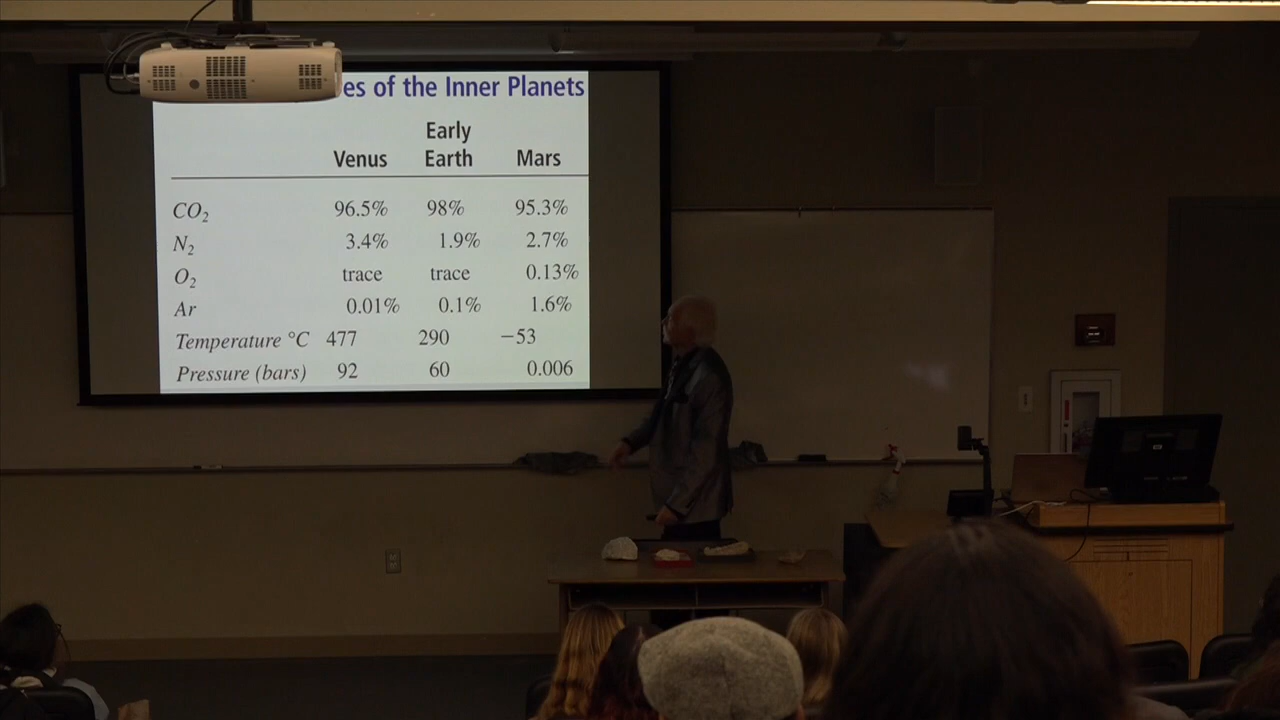 es of the Inner Planets
Early
Venus Earth Mars
CO₂ 96.5% 98% 95.3%
N₂ 3.4% 1.9% 2.7%
O₂ trace trace 0.13%
Ar 0.01% 0.1% 1.6%
Temperature °C 477 290 −53
Pressure (bars) 92 60 0.006